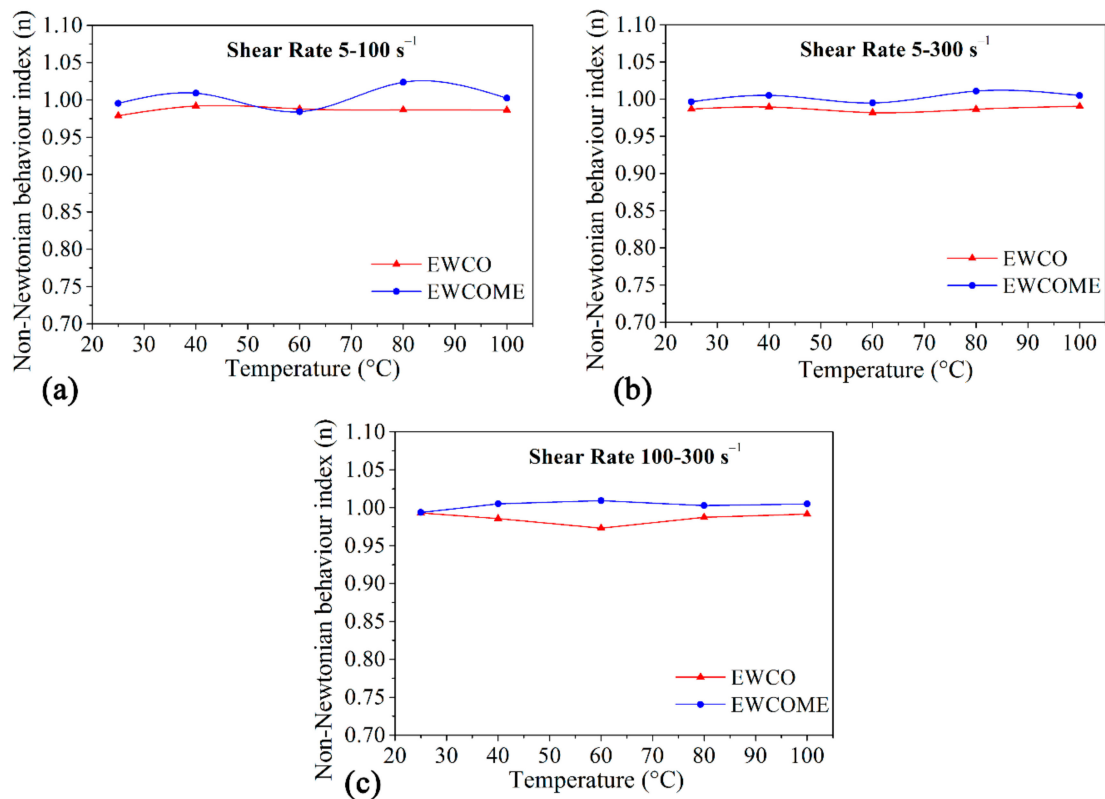 Shear Rate 5-100 s⁻¹
Non-Newtonian behaviour index (n)
1.10
1.05
1.00
0.95
0.90
0.85
0.80
0.75
0.70
EWCO
EWCOME
20 30 40 50 60 70 80 90 100
Temperature (°C)
(a)
Shear Rate 5-300 s⁻¹
Non-Newtonian behaviour index (n)
1.10
1.05
1.00
0.95
0.90
0.85
0.80
0.75
0.70
EWCO
EWCOME
20 30 40 50 60 70 80 90 100
Temperature (°C)
(b)
Shear Rate 100-300 s⁻¹
Non-Newtonian behaviour index (n)
1.10
1.05
1.00
0.95
0.90
0.85
0.80
0.75
0.70
EWCO
EWCOME
20 30 40 50 60 70 80 90 100
Temperature (°C)
(c)